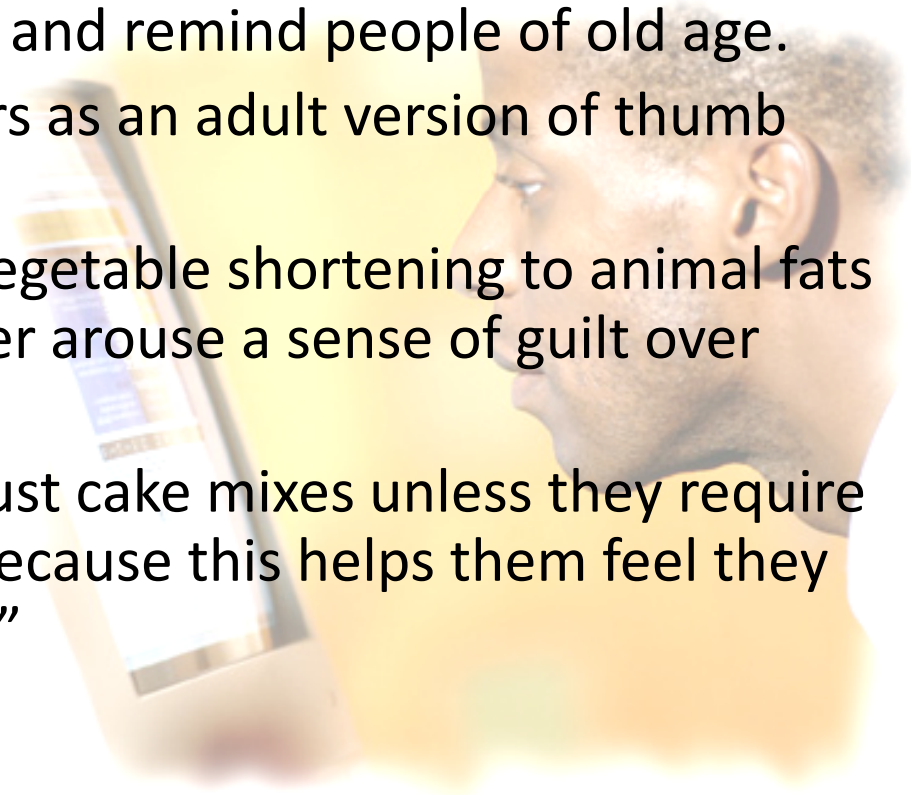 and remind people of old age.
rs as an adult version of thumb
egetable shortening to animal fats
er arouse a sense of guilt over
ust cake mixes unless they require
ecause this helps them feel they
”